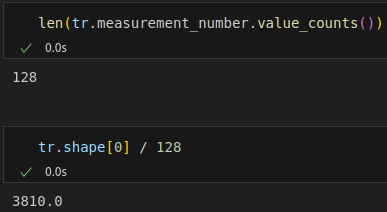 len(tr.measurement_number.value_counts())
✓ 0.0s
128
tr.shape[0] / 128
✓ 0.0s
3810.0